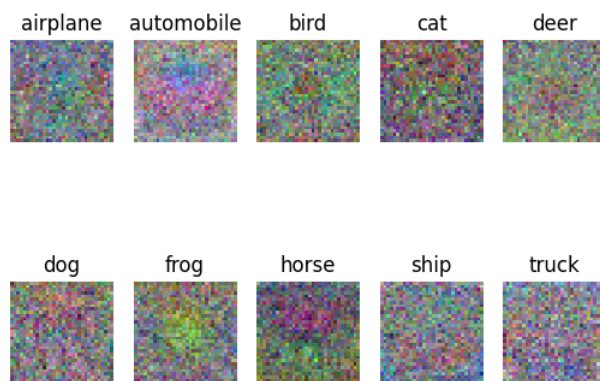 airplane automobile bird cat deer
dog frog horse ship truck